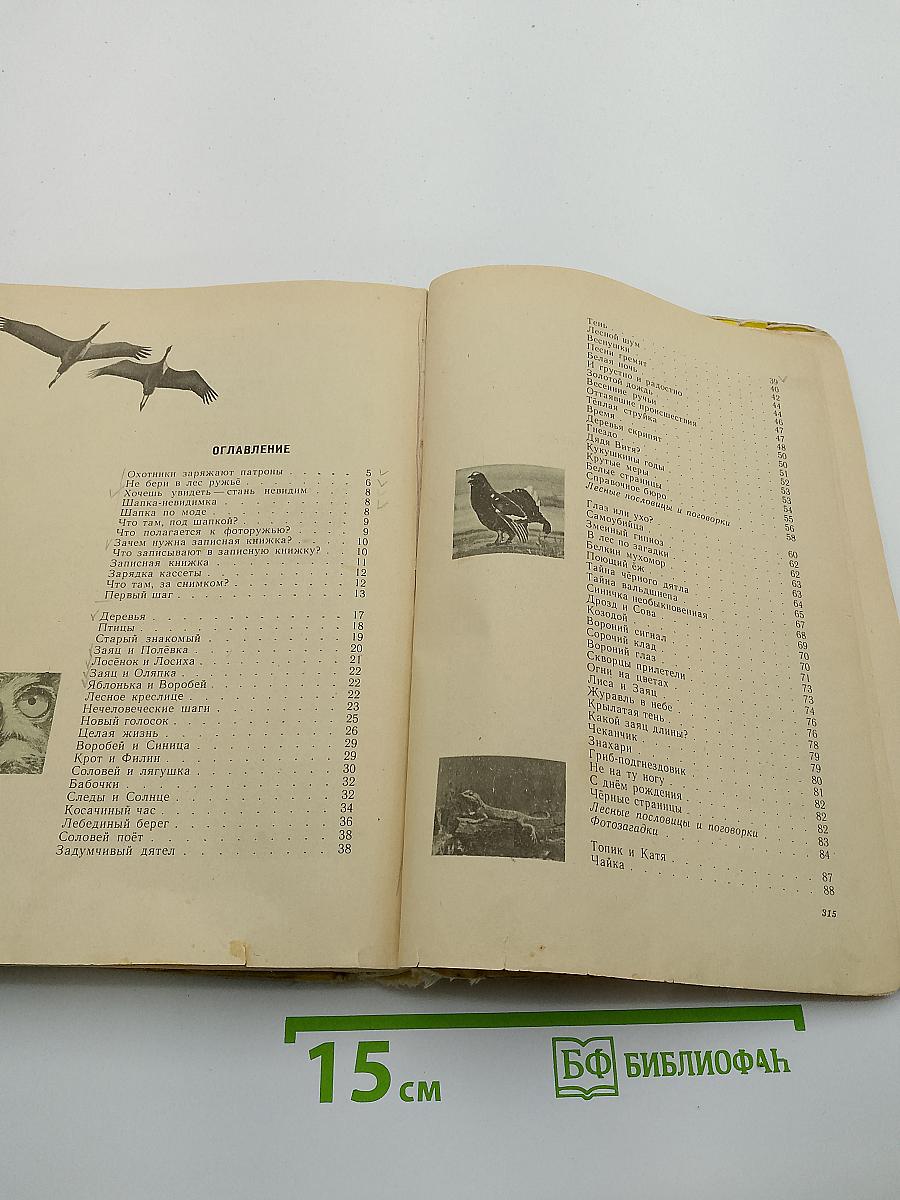 ОГЛАВЛЕНИЕ
Охотники заряжают патроны 5
Не бери в лес ружьё 6
Хочешь увидеть — стань невидим 8
Шапка-невидимка 8
Шапка по моде 8
Что там, под шапкой? 9
Что полагается к фоторужью? 9
Зачем нужна записная книжка? 10
Что записывают в записную книжку? 10
Записная книжка 11
Зарядка кассеты 12
Что там, за снимком? 12
Первый шаг 13
Деревья 17
Птицы 18
Старый знакомый 19
Заяц и Полёвка 20
Лосёнок и Лосиха 21
Заяц и Оляпка 22
Яблонька и Воробей 22
Лесное креслице 22
Нечеловеческие шаги 23
Новый голосок 25
Целая жизнь 26
Воробей и Синица 29
Крот и Филин 29
Соловей и лягушка 30
Бабочки 32
Следы и Солнце 32
Косачиный час 34
Лебединый берег 36
Соловей поёт 38
Задумчивый дятел 38
Тень 39
Лесной шум 40
Веснушки 42
Песни гремят 44
Белая ночь 44
И грустно и радостно 46
Золотой дождь 47
Весенние ручьи 47
Оттаявшие происшествия 48
Тёплая струйка 50
Время 50
Деревья скрипят 51
Гнездо 52
Дядя Витя? 53
Кукушкины годы 53
Крутые меры 54
Белые страницы 55
Справочное бюро 56
Лесные пословицы и поговорки 58
Глаз или ухо? 60
Самоубийца 62
Змеиный гипноз 62
В лес по загадки 63
Белкин мухомор 63
Поющий ёж 64
Тайна чёрного дятла 65
Тайна вальдшнепа 67
Синичка необыкновенная 68
Дрозд и Сова 69
Козодой 70
Вороний сигнал 70
Сорочий клад 71
Вороний глаз 73
Скворцы прилетели 73
Огни на цветах 74
Лиса и Заяц 76
Журавль в небе 76
Крылатая тень 78
Какой заяц длины? 79
Чеканчик 79
Знахари 80
Гриб-подгнездовик 81
Не на ту ногу 82
С днём рождения 82
Чёрные страницы 82
Лесные пословицы и поговорки 83
Фотозагадки 84
Топик и Катя 87
Чайка 88
315
15 см
БФ БИБЛИОФАН